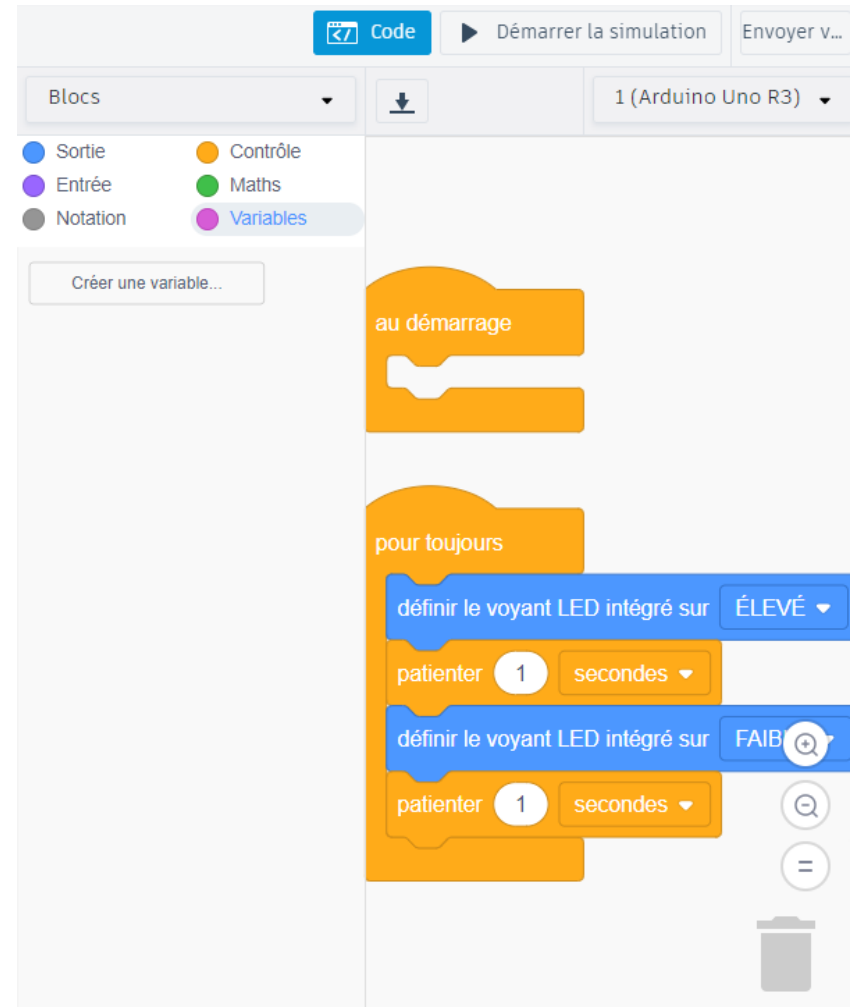 Code
Démarrer la simulation
Envoyer v...
Blocs
1 (Arduino Uno R3)
Sortie
Contrôle
Entrée
Maths
Notation
Variables
Créer une variable...
au démarrage
pour toujours
définir le voyant LED intégré sur ÉLEVÉ
patienter 1 secondes
définir le voyant LED intégré sur
patienter 1 secondes